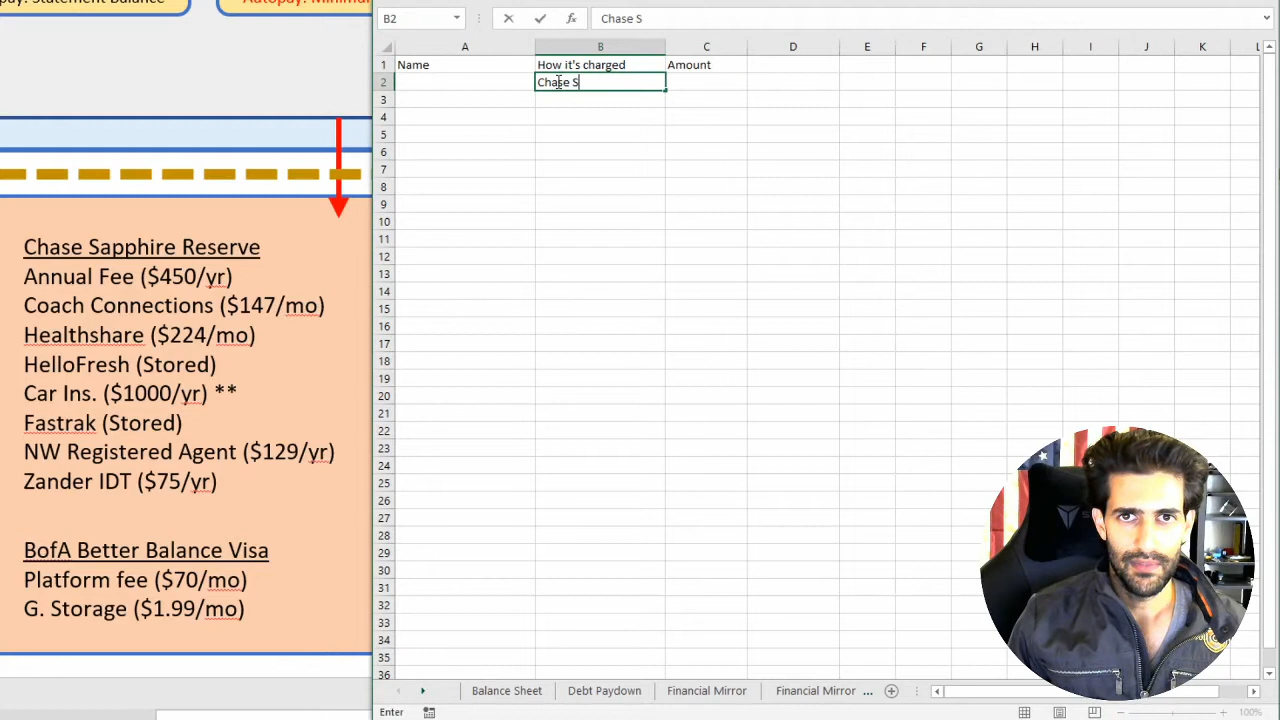 pay: Statement Balance
Autopay: Minimu
Chase Sapphire Reserve
Annual Fee ($450/yr)
Coach Connections ($147/mo)
Healthshare ($224/mo)
HelloFresh (Stored)
Car Ins. ($1000/yr) **
Fastrak (Stored)
NW Registered Agent ($129/yr)
Zander IDT ($75/yr)
BofA Better Balance Visa
Platform fee ($70/mo)
G. Storage ($1.99/mo)
B2
fx
Chase S
A B C D E F G H I J K L
1 Name How it's charged Amount
2 Chase S
3
4
5
6
7
8
9
10
11
12
13
14
15
16
17
18
19
20
21
22
23
24
25
26
27
28
29
30
31
32
33
34
35
36
Balance Sheet Debt Paydown Financial Mirror Financial Mirror ...
Enter
100%